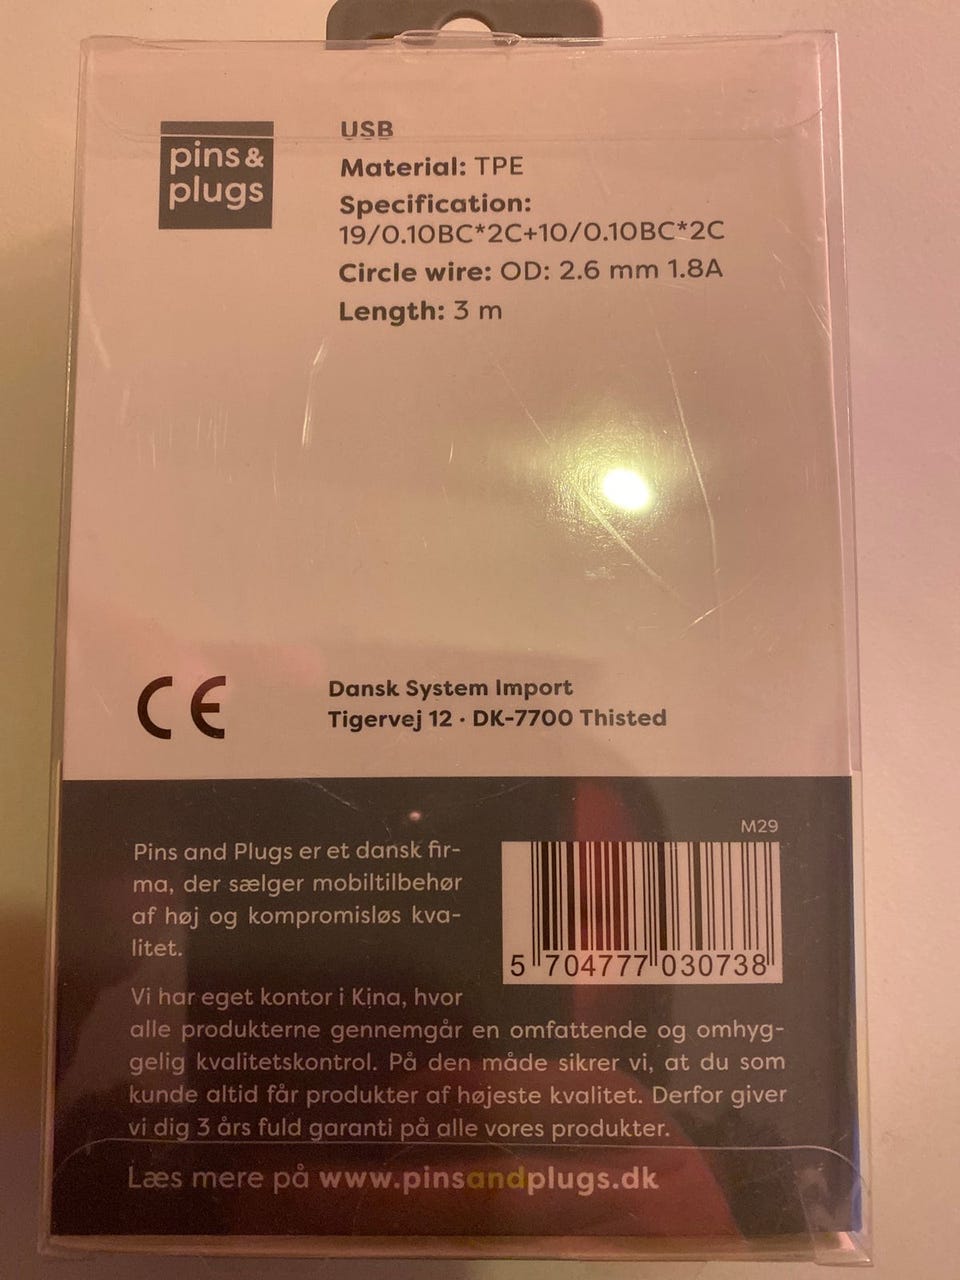 pins &
plugs
USB
Material: TPE
Specification:
19/0.10BC*2C+10/0.10BC*2C
Circle wire: OD: 2.6 mm 1.8A
Length: 3 m
CE
Dansk System Import
Tigervej 12 · DK-7700 Thisted
Pins and Plugs er et dansk fir-
ma, der sælger mobiltilbehør
af høj og kompromisløs kva-
litet.
M29
5 704777 030738
Vi har eget kontor i Kina, hvor
alle produkterne gennemgår en omfattende og omhyg-
gelig kvalitetskontrol. På den måde sikrer vi, at du som
kunde altid får produkter af højeste kvalitet. Derfor giver
vi dig 3 års fuld garanti på alle vores produkter.
Læs mere på www.pinsandplugs.dk